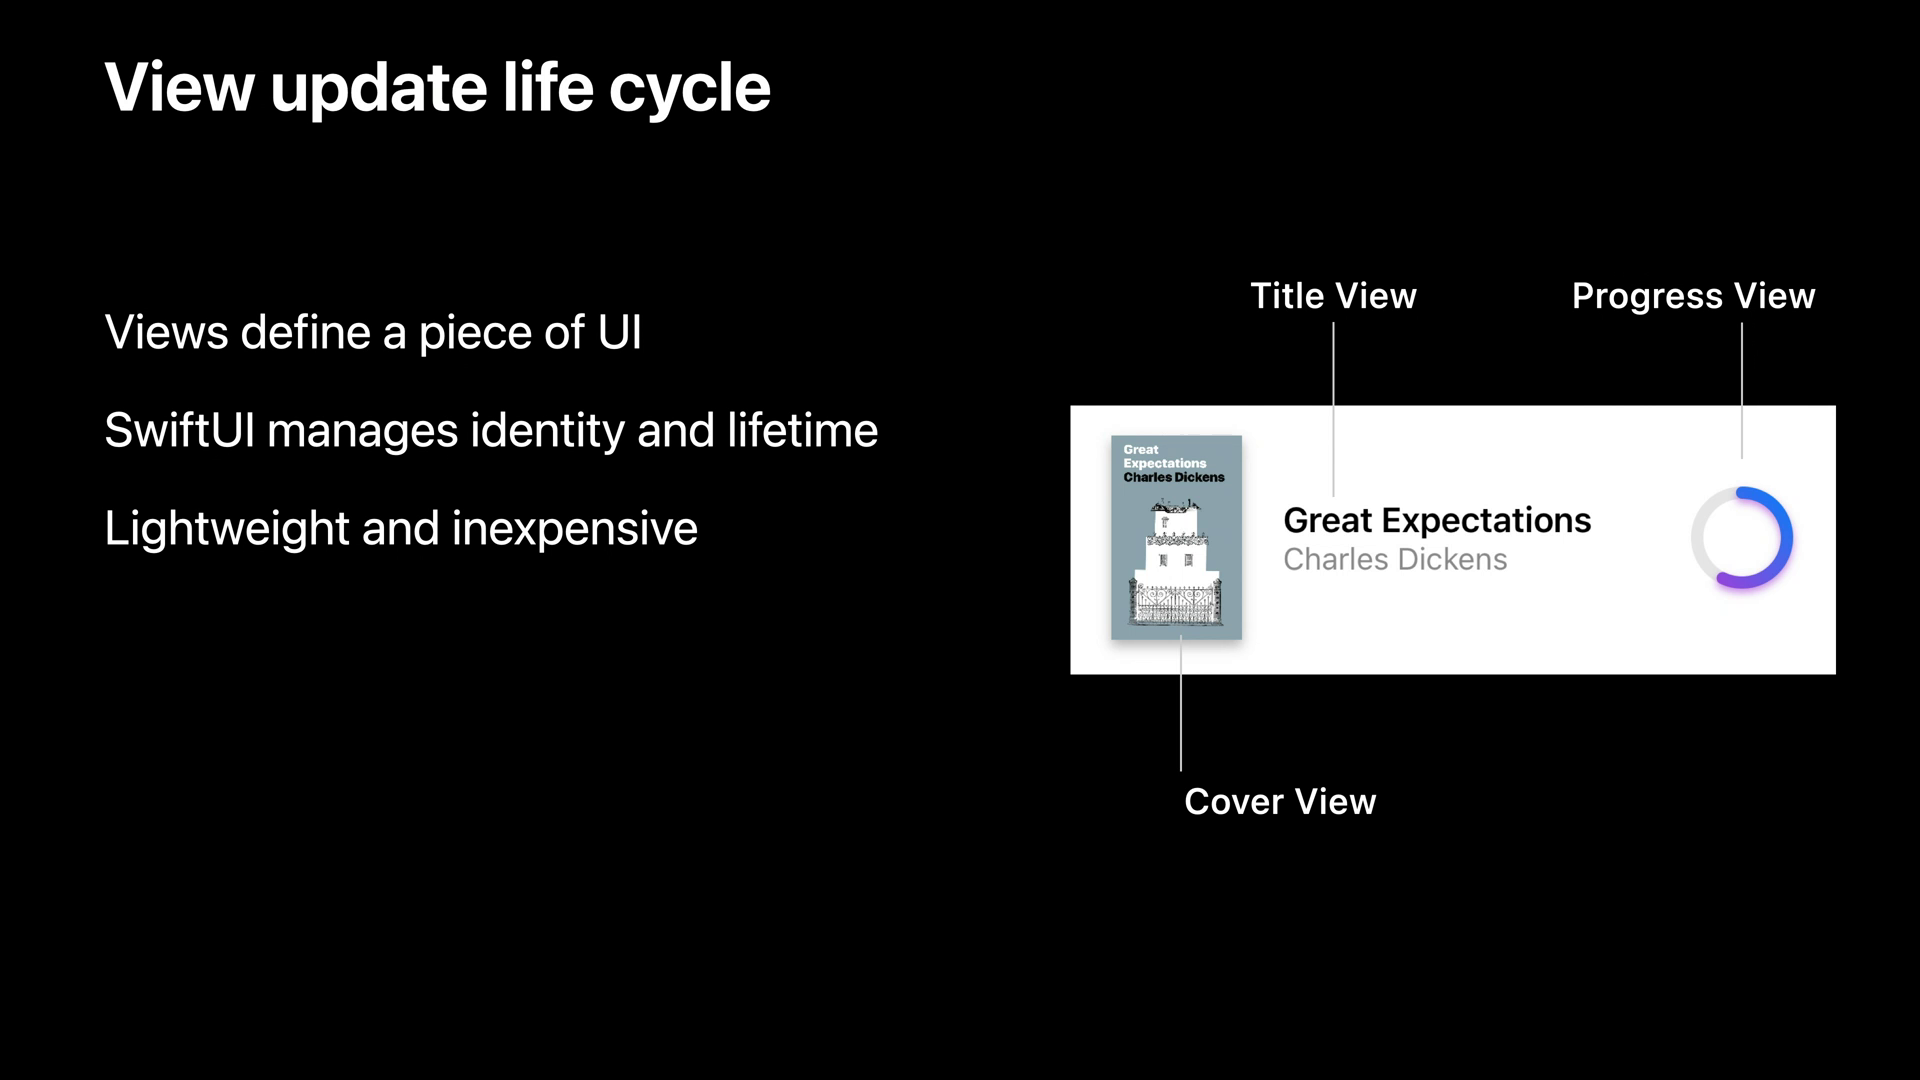 View update life cycle
Views define a piece of UI
SwiftUI manages identity and lifetime
Lightweight and inexpensive
Title View
Progress View
Great
Expectations
Charles Dickens
Great Expectations
Charles Dickens
Cover View